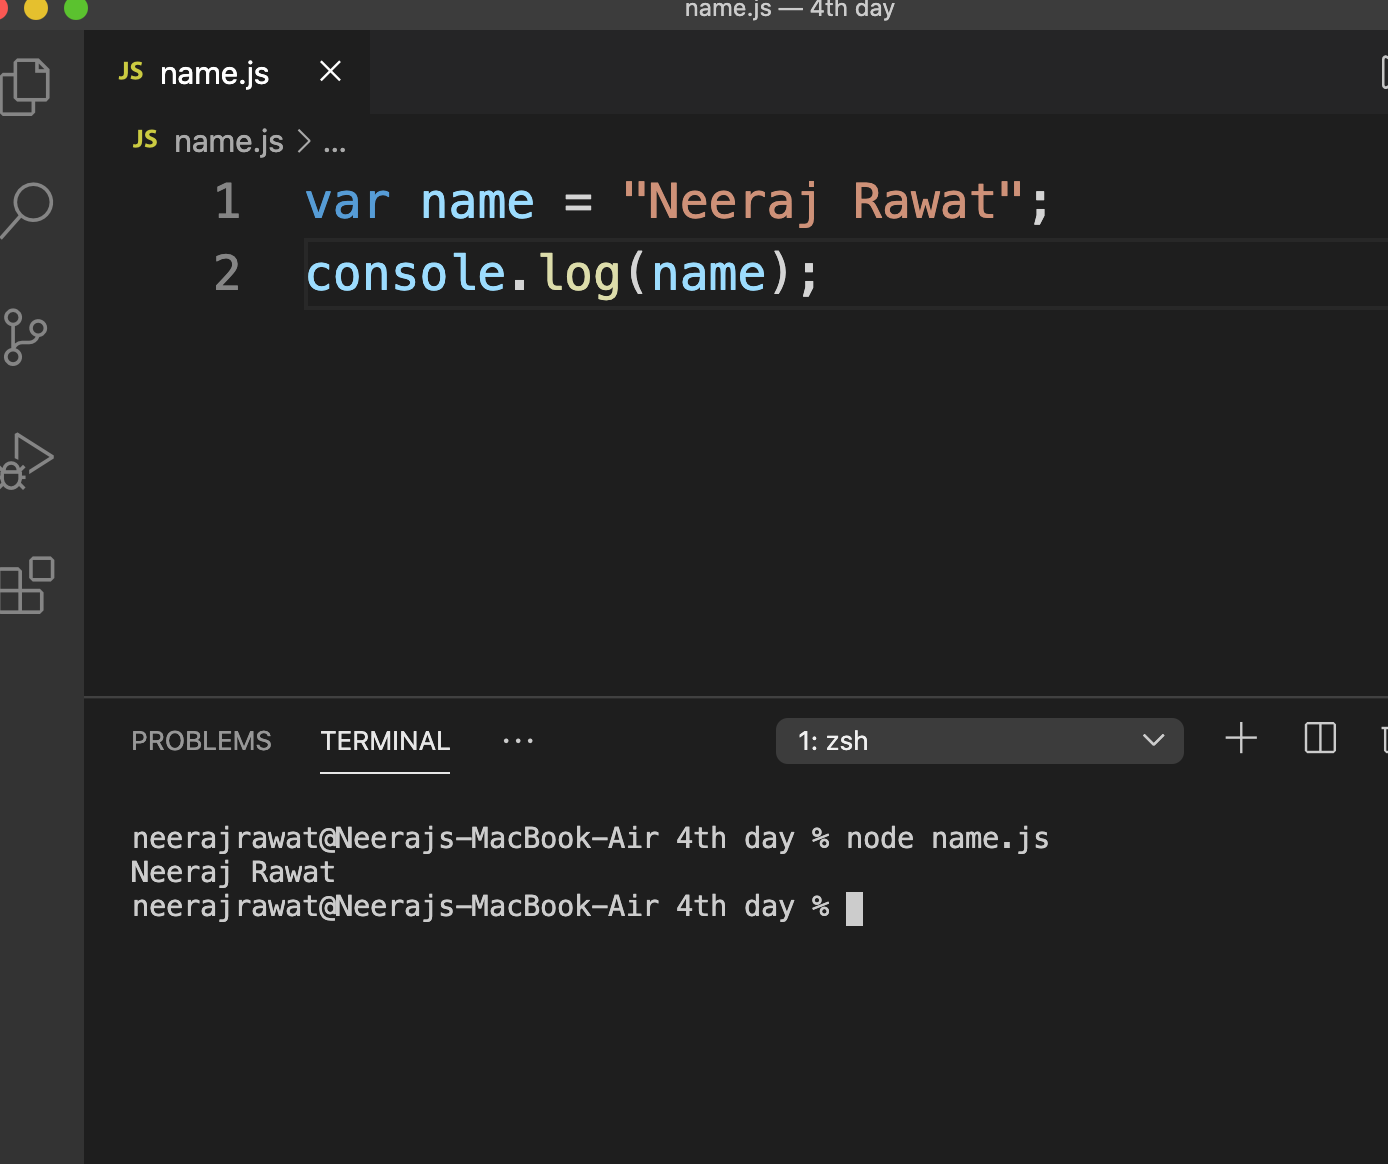 name.js — 4th day
JS name.js
JS name.js > ...
1 var name = "Neeraj Rawat";
2 console.log(name);
PROBLEMS TERMINAL ... 1: zsh
neerajrawat@Neerajs-MacBook-Air 4th day % node name.js
Neeraj Rawat
neerajrawat@Neerajs-MacBook-Air 4th day %